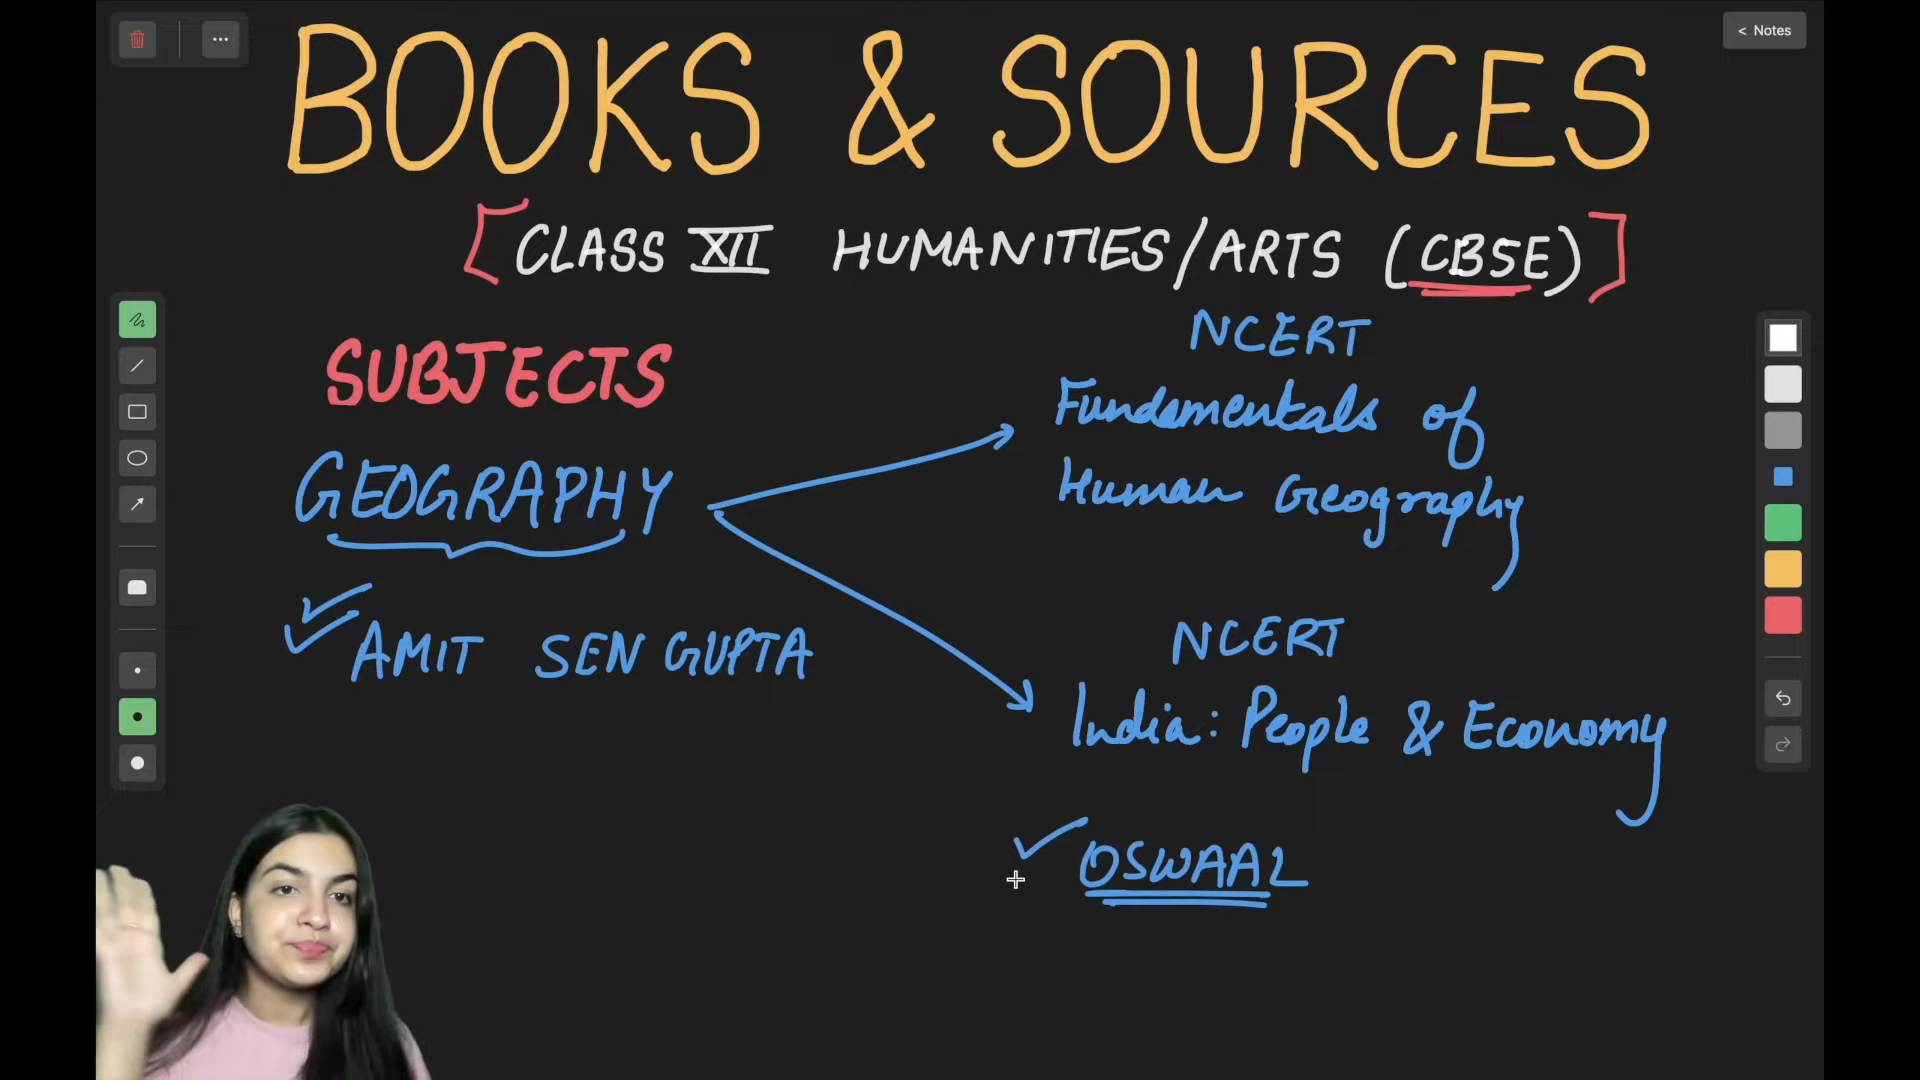 < Notes
BOOKS & SOURCES
[CLASS XII HUMANITIES/ARTS (CBSE)]
SUBJECTS
GEOGRAPHY
AMIT SEN GUPTA
NCERT
Fundamentals of
Human Geography
NCERT
India: People & Economy
OSWAAL